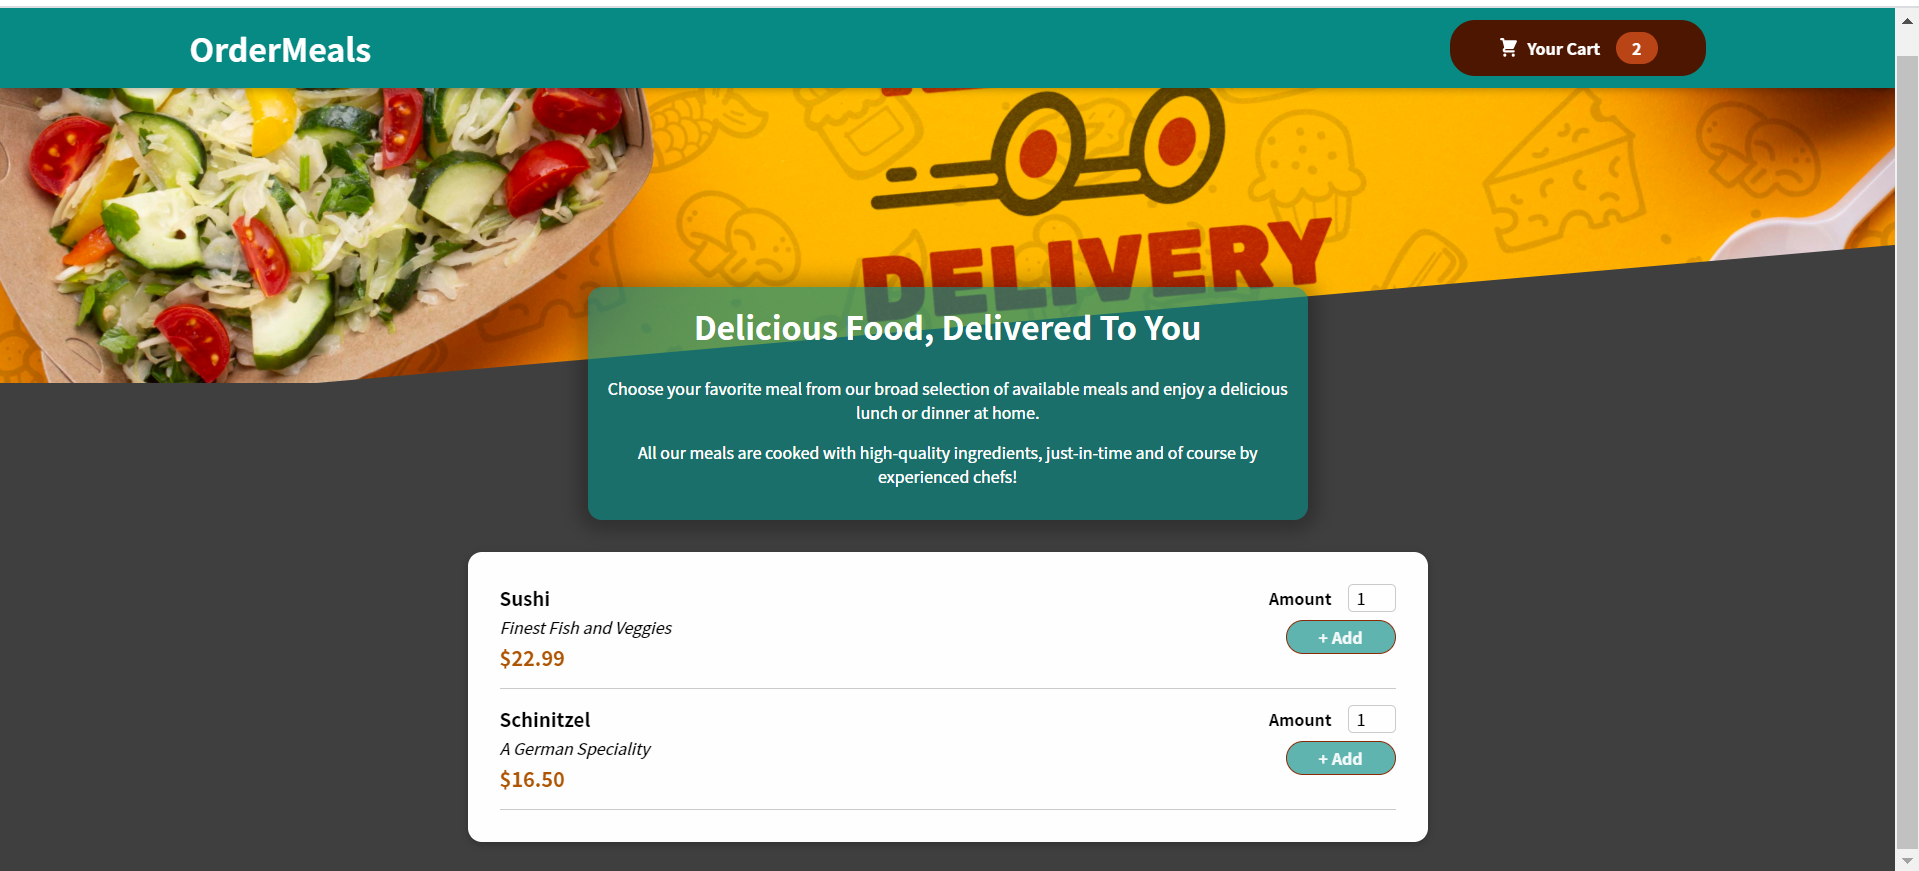 OrderMeals
Your Cart 2
DELIVERY
Delicious Food, Delivered To You
Choose your favorite meal from our broad selection of available meals and enjoy a delicious
lunch or dinner at home.
All our meals are cooked with high-quality ingredients, just-in-time and of course by
experienced chefs!
Sushi
Amount 1
Finest Fish and Veggies
+ Add
$22.99
Schinitzel
Amount 1
A German Speciality
+ Add
$16.50